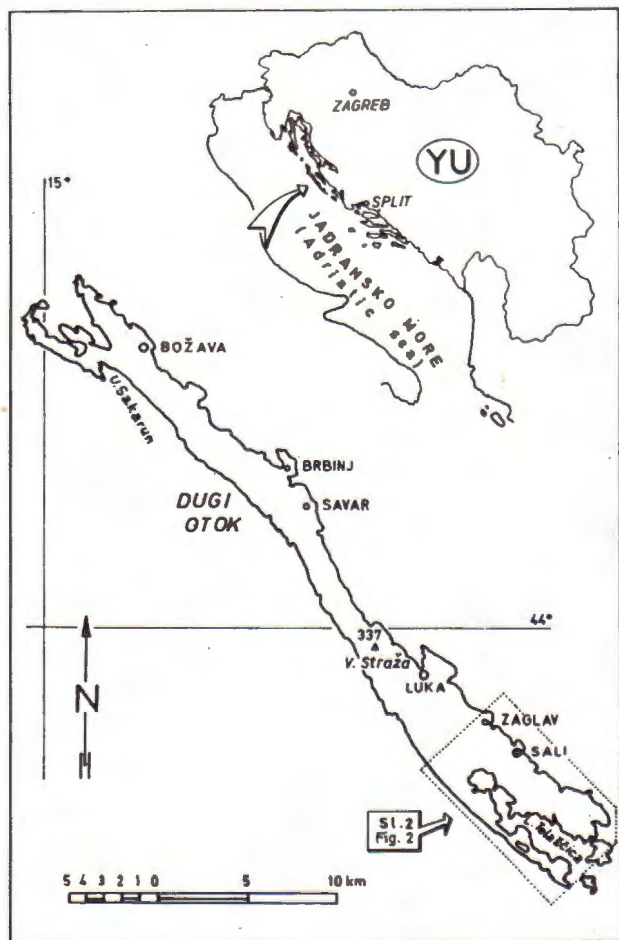 ZAGREB
YU
SPLIT
JADRANSKO MORE
(Adriatic sea)
15°
BOŽAVA
U. Sakarun
BRBINJ
SAVAR
DUGI
OTOK
44°
337
V. Straža
LUKA
ZAGLAV
SALI
Telašćica
N
Sl. 2
Fig. 2
5 4 3 2 1 0 5 10 km